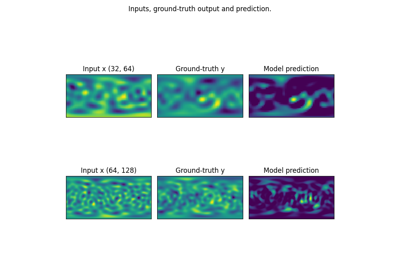 Inputs, ground-truth output and prediction.
Input x (32, 64) Ground-truth y Model prediction
Input x (64, 128) Ground-truth y Model prediction